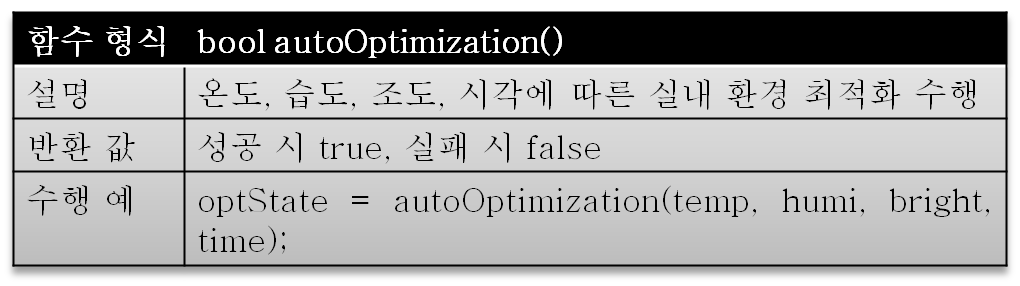 함수 형식 bool autoOptimization()
설명 온도, 습도, 조도, 시각에 따른 실내 환경 최적화 수행
반환 값 성공 시 true, 실패 시 false
수행 예 optState = autoOptimization(temp, humi, bright,
time);